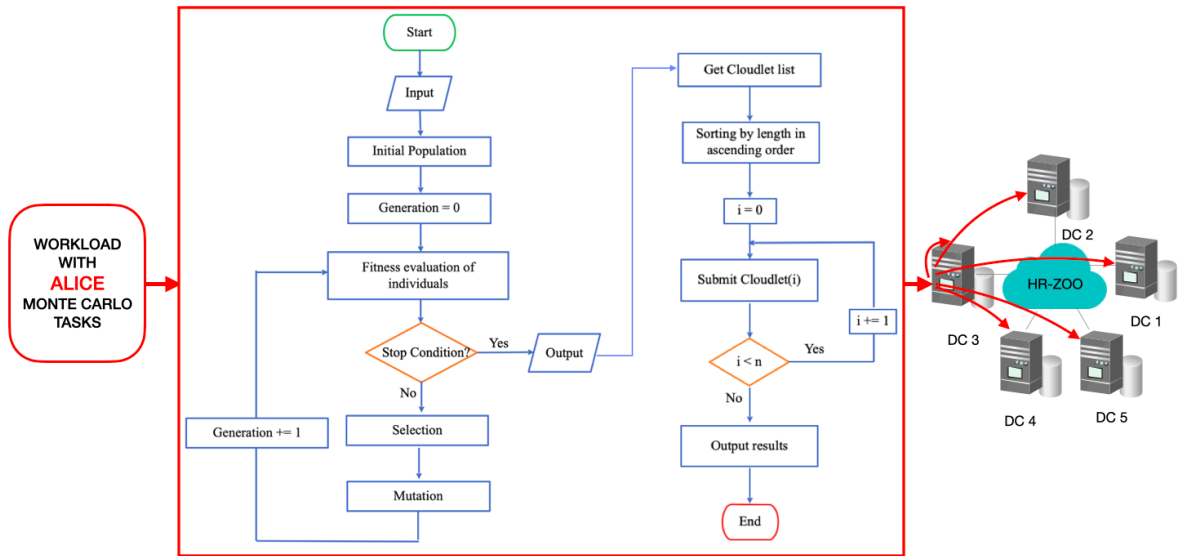 WORKLOAD
WITH
ALICE
MONTE CARLO
TASKS
Start
Input
Initial Population
Generation = 0
Fitness evaluation of
individuals
Stop Condition?
Yes
Output
No
Selection
Generation += 1
Mutation
Get Cloudlet list
Sorting by length in
ascending order
i = 0
Submit Cloudlet(i)
i += 1
i < n
Yes
No
Output results
End
DC 2
HR-ZOO
DC 1
DC 3
DC 4
DC 5